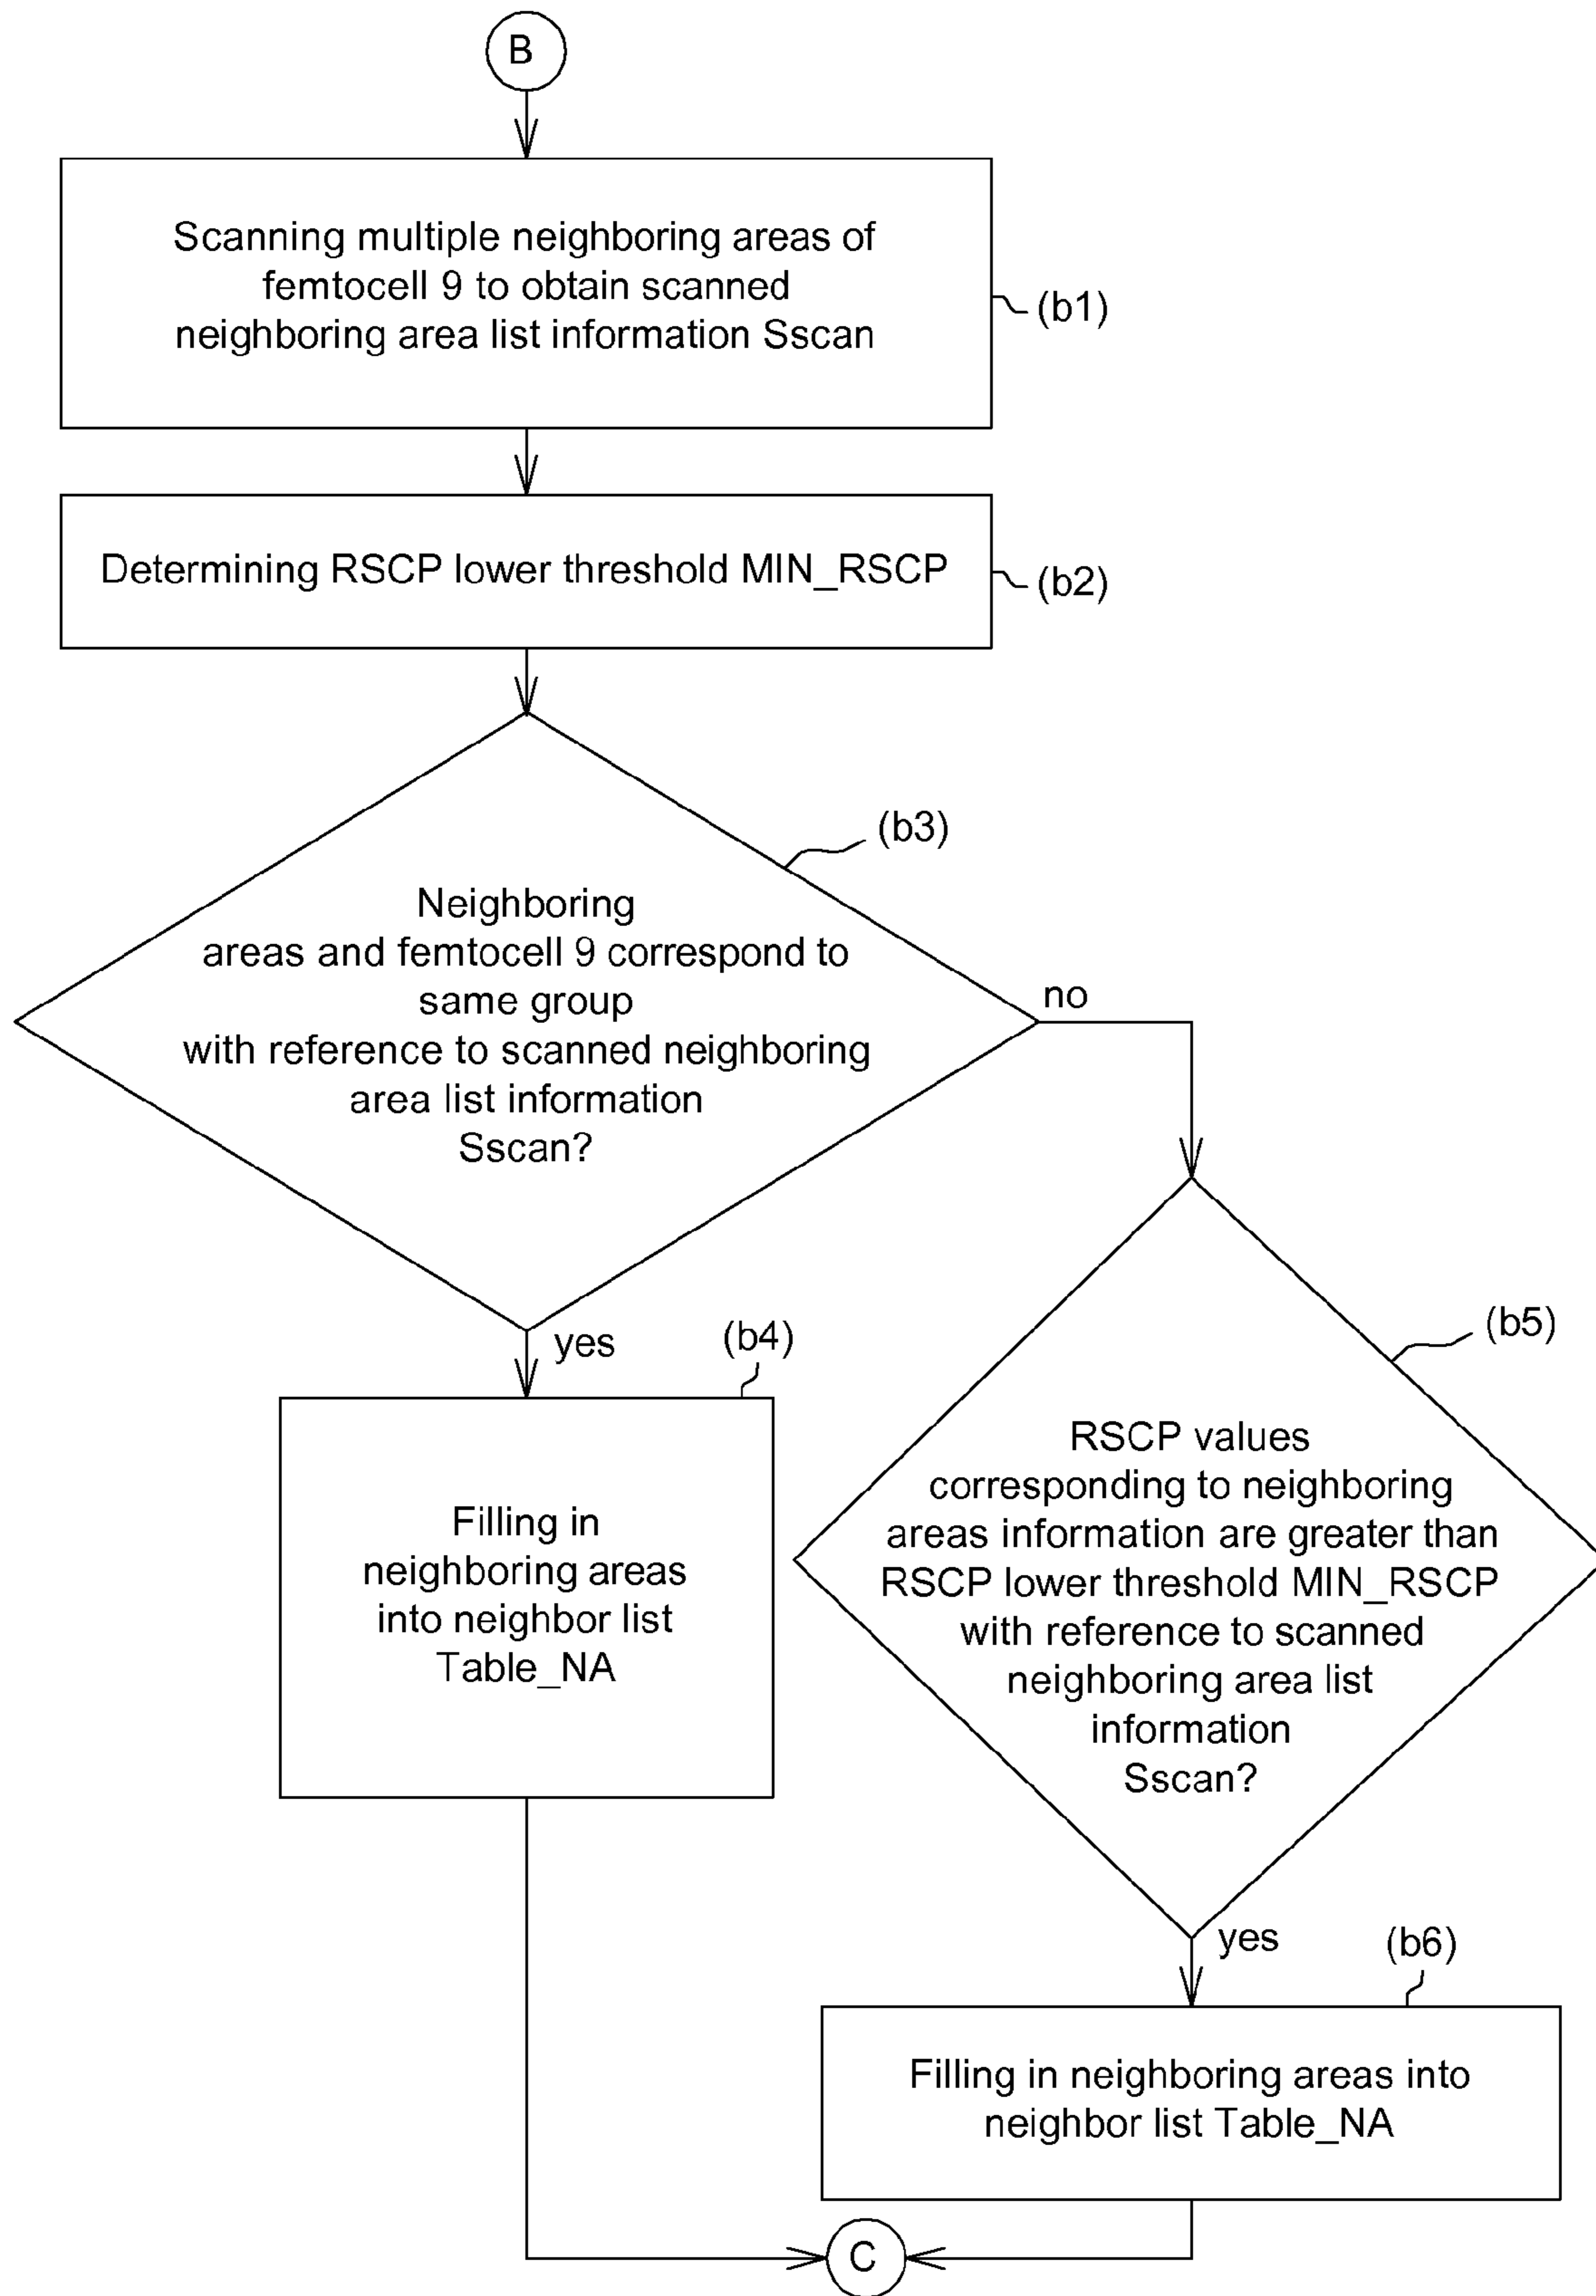 B
Scanning multiple neighboring areas of
femtocell 9 to obtain scanned
neighboring area list information Sscan
(b1)
Determining RSCP lower threshold MIN_RSCP
(b2)
(b3)
Neighboring
areas and femtocell 9 correspond to
same group
with reference to scanned neighboring
area list information
Sscan?
no
yes
(b4)
Filling in
neighboring areas
into neighbor list
Table_NA
(b5)
RSCP values
corresponding to neighboring
areas information are greater than
RSCP lower threshold MIN_RSCP
with reference to scanned
neighboring area list
information
Sscan?
yes
(b6)
Filling in neighboring areas into
neighbor list Table_NA
C